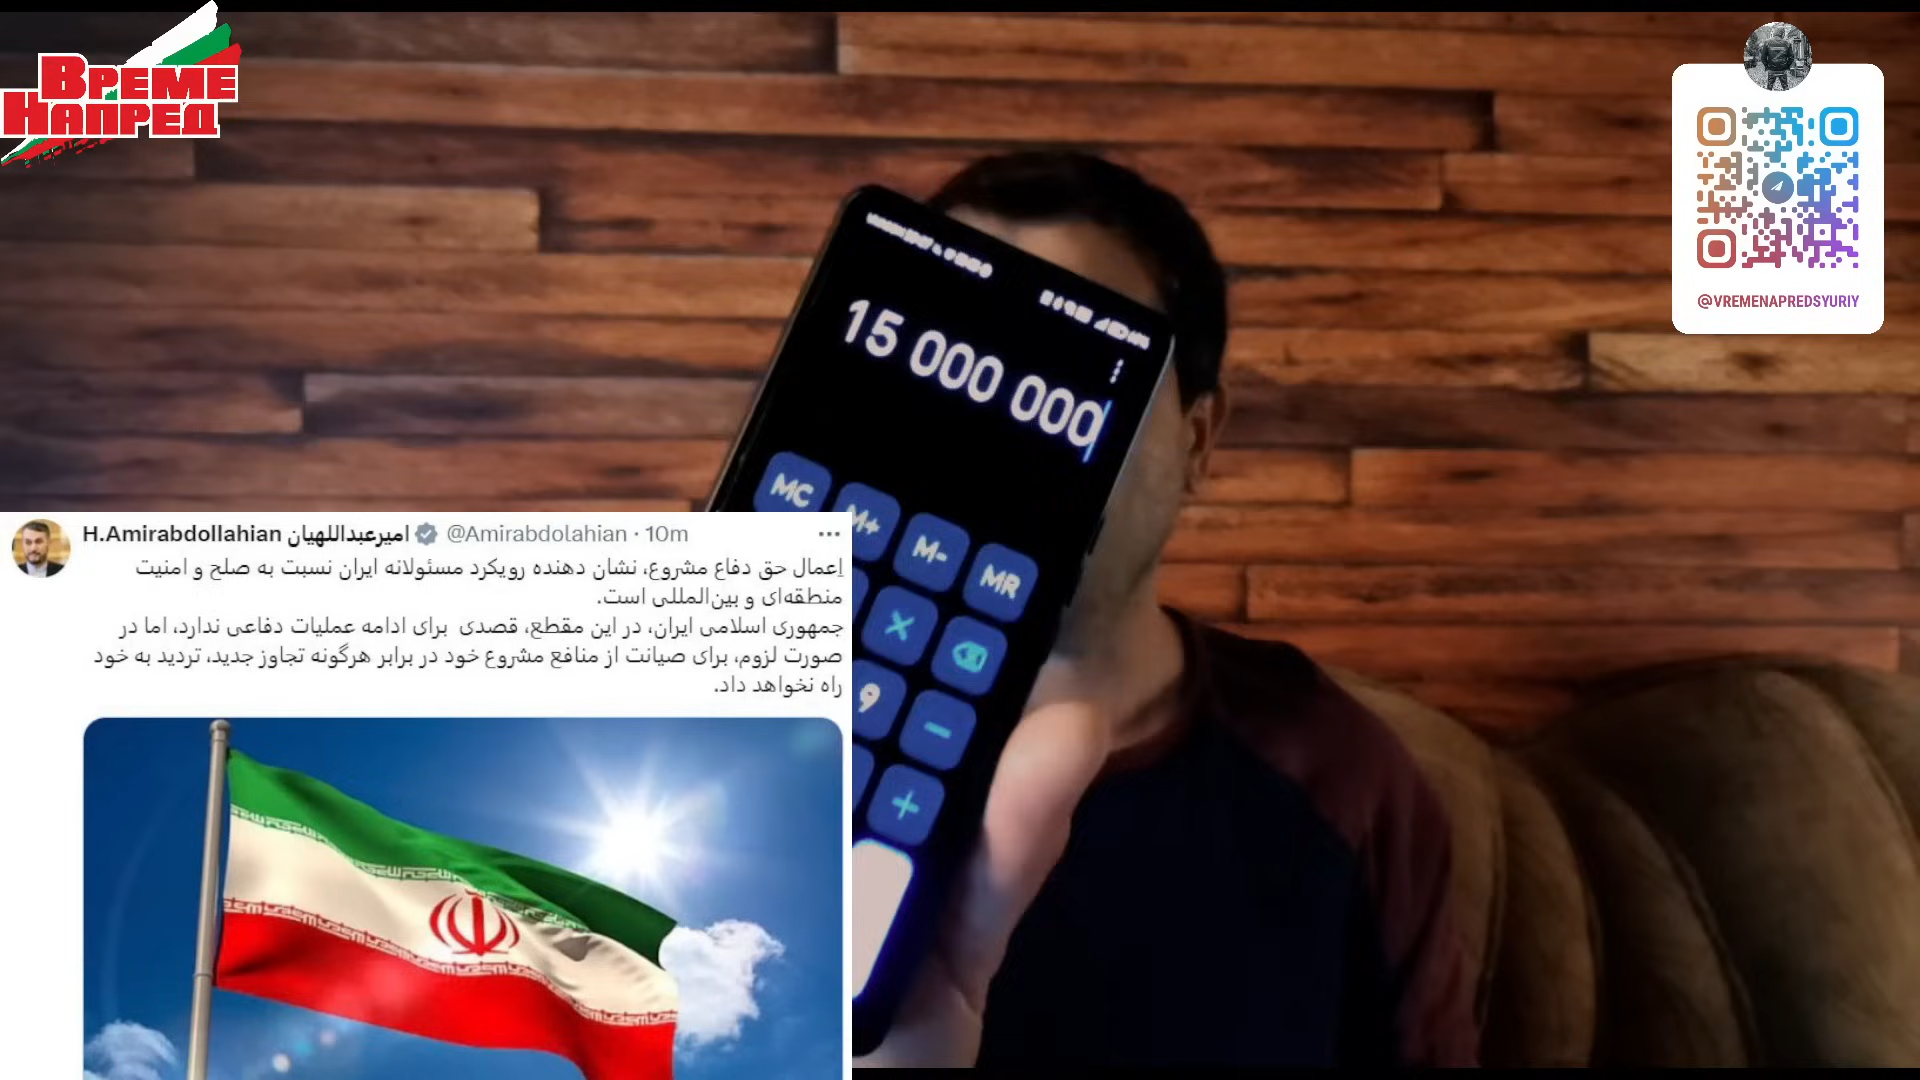 Време
Напред
@VREMENAPREDSYURIY
15 000 000
MC
M+
M-
MR
×
9
−
+
H.Amirabdollahian امیرعبداللهیان @Amirabdolahian · 10m
إعمال حق دفاع مشروع، نشان دهنده رویکرد مسئولانه ایران نسبت به صلح و امنیت
منطقه‌ای و بین‌المللی است.
جمهوری اسلامی ایران، در این مقطع، قصدی برای ادامه عملیات دفاعی ندارد، اما در
صورت لزوم، برای صیانت از منافع مشروع خود در برابر هرگونه تجاوز جدید، تردید به خود
راه نخواهد داد.